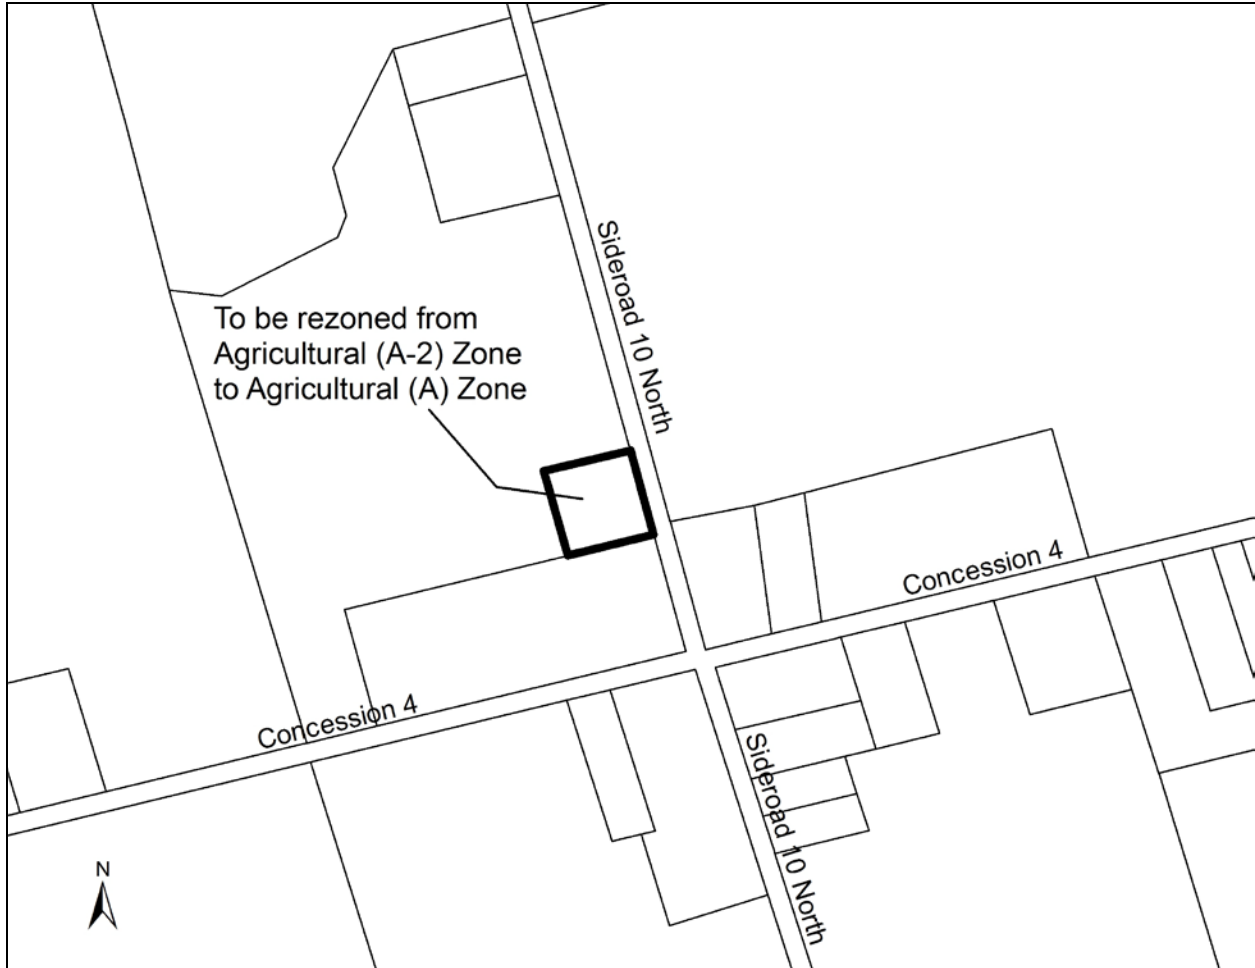 Sideroad 10 North
To be rezoned from
Agricultural (A-2) Zone
to Agricultural (A) Zone
Concession 4
Concession 4
Sideroad 10 North
N